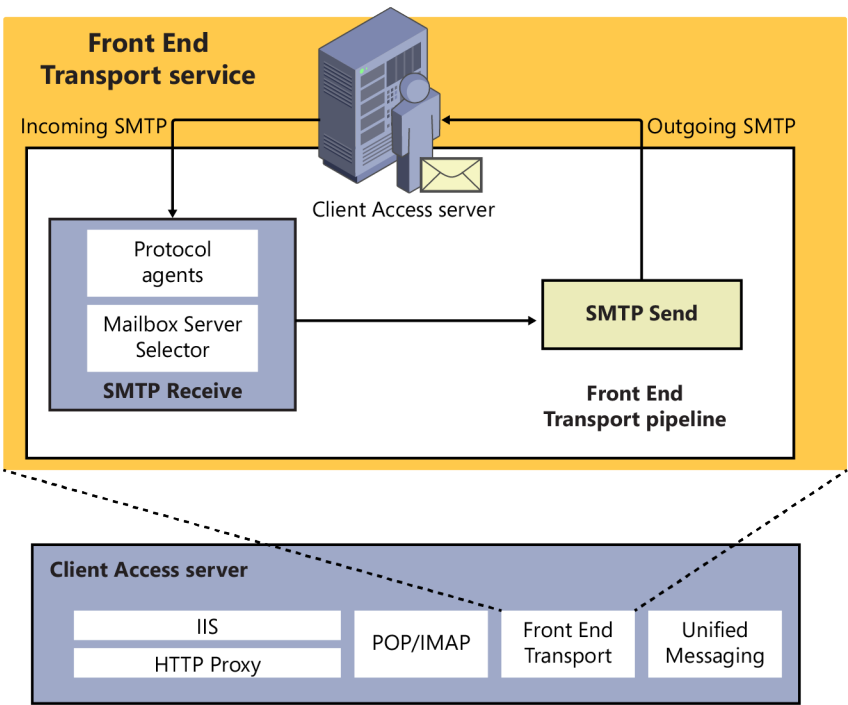 Front End
Transport service
Incoming SMTP
Outgoing SMTP
Client Access server
Protocol
agents
Mailbox Server
Selector
SMTP Receive
SMTP Send
Front End
Transport pipeline
Client Access server
IIS
HTTP Proxy
POP/IMAP
Front End
Transport
Unified
Messaging